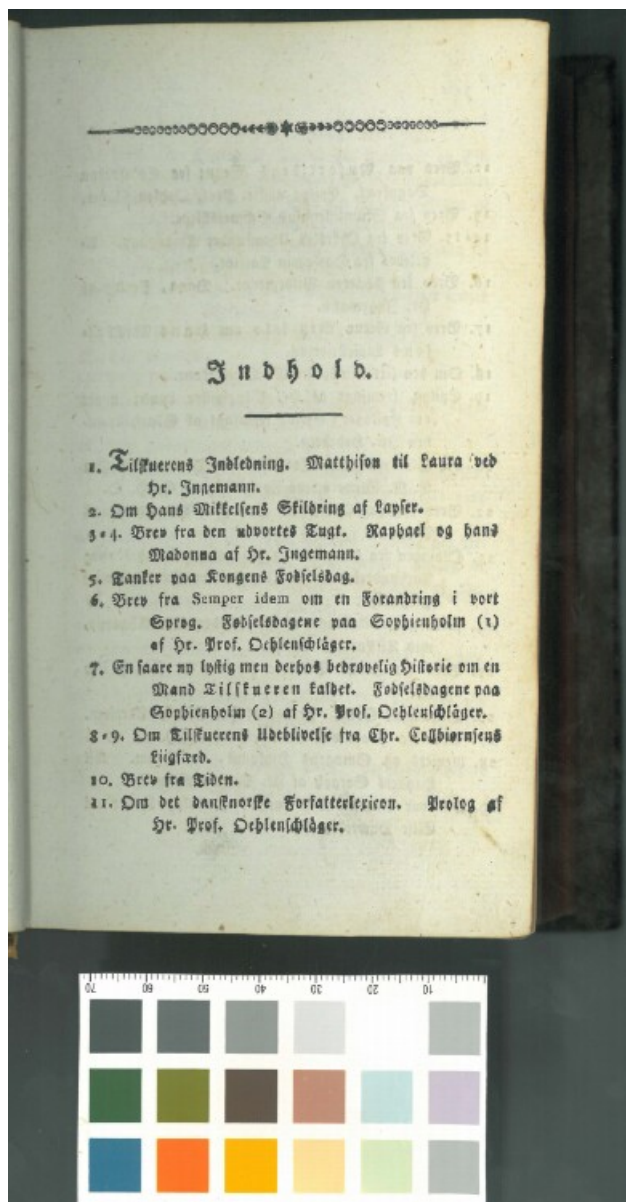 Indhold.
1. Tilskuerens Indledning. Matthison til Laura ved
Hr. Ingemann.
2. Om Hans Mikkelsens Skildring af Lapser.
3-4. Brev fra den udvortes Tugt. Raphael og hans
Madonna af Hr. Ingemann.
5. Tanker paa Kongens Fødselsdag.
6. Brev fra Semper idem om en Forandring i vort
Sprog. Fødselsdagene paa Sophienholm (1)
af Hr. Prof. Oehlenschläger.
7. En saare ny lystig men derhos bedrøvelig Historie om en
Mand Tilskueren kaldet. Fødselsdagene paa
Sophienholm (2) af Hr. Prof. Oehlenschläger.
8-9. Om Tilskuerens Udeblivelse fra Chr. Collbiørnsens
Liigfærd.
10. Brev fra Tiden.
11. Om det dansknorske Forfatterlexicon. Prolog af
Hr. Prof. Oehlenschläger.
70 60 50 40 30 20 10